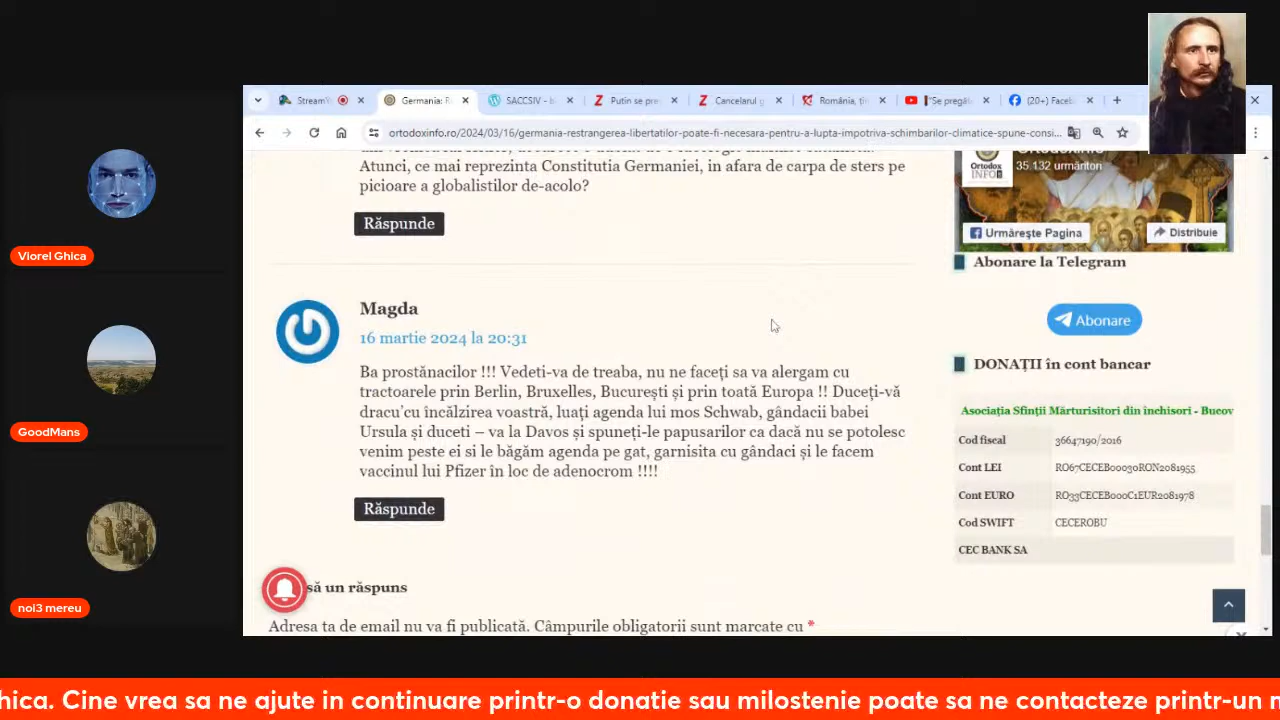 StreamY
Germania: R
SACCSIV – b
Putin se pre
Cancelarul g
România, țin
"Se pregăt
(20+) Faceb
ortodoxinfo.ro/2024/03/16/germania-restrangerea-libertatilor-poate-fi-necesara-pentru-a-lupta-impotriva-schimbarilor-climatice-spune-consi...
Atunci, ce mai reprezinta Constitutia Germaniei, in afara de carpa de sters pe
picioare a globalistilor de-acolo?
Răspunde
Magda
16 martie 2024 la 20:31
Ba prostănacilor !!! Vedeti-va de treaba, nu ne faceți sa va alergam cu
tractoarele prin Berlin, Bruxelles, București și prin toată Europa !! Duceți-vă
dracu'cu încălzirea voastră, luați agenda lui mos Schwab, gândacii babei
Ursula și duceti – va la Davos și spuneți-le papusarilor ca dacă nu se potolesc
venim peste ei si le băgăm agenda pe gat, garnisita cu gândaci și le facem
vaccinul lui Pfizer în loc de adenocrom !!!!
Răspunde
să un răspuns
Adresa ta de email nu va fi publicată. Câmpurile obligatorii sunt marcate cu *
Ortodox
INFO
35.132 urmăritori
Urmărește Pagina
Distribuie
Abonare la Telegram
Abonare
DONAȚII în cont bancar
Asociația Sfinții Mărturisitori din închisori - Bucov
Cod fiscal 36647190/2016
Cont LEI RO67CECEB00030RON2081955
Cont EURO RO33CECEB000C1EUR2081978
Cod SWIFT CECEROBU
CEC BANK SA
Viorel Ghica
GoodMans
noi3 mereu
hica. Cine vrea sa ne ajute in continuare printr-o donatie sau milostenie poate sa ne contacteze printr-un